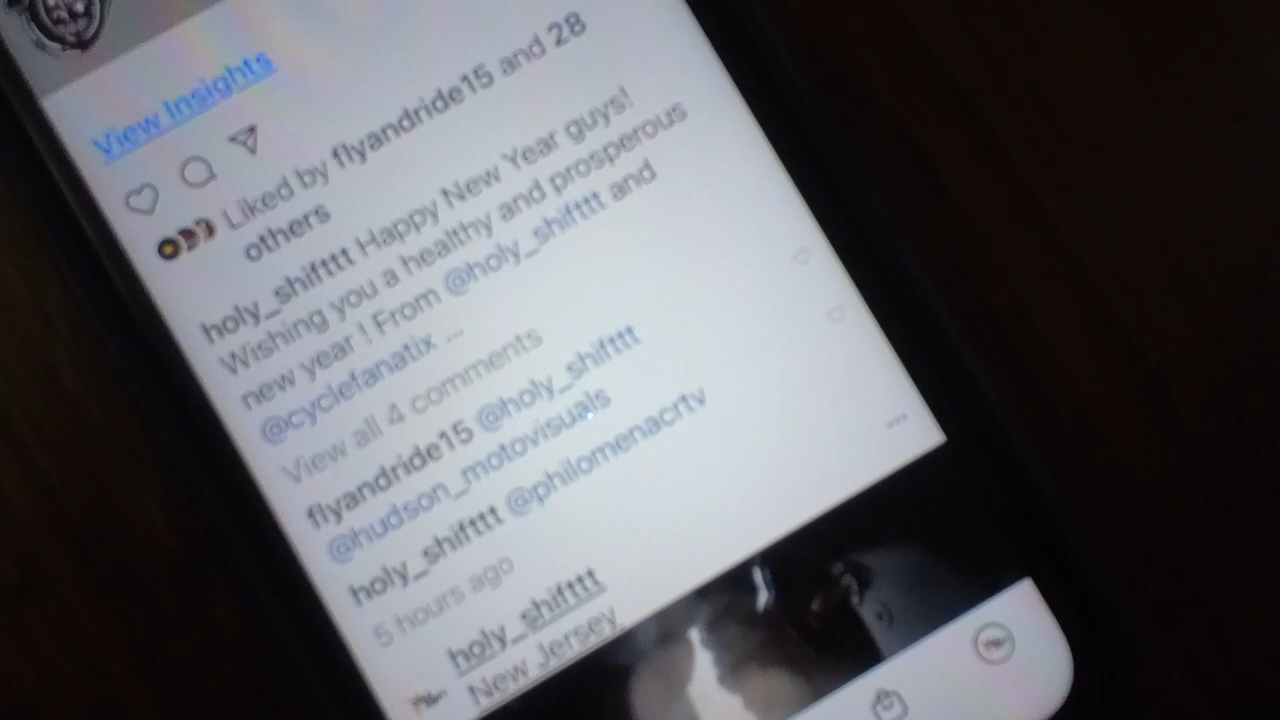 View Insights
Liked by flyandride15 and 28
others
holy_shifttt Happy New Year guys!
Wishing you a healthy and prosperous
new year ! From @holy_shifttt and
@cyclefanatix ...
View all 4 comments
flyandride15 @holy_shifttt
@hudson_motovisuals
holy_shifttt @philomenacrtv
5 hours ago
holy_shifttt
New Jersey